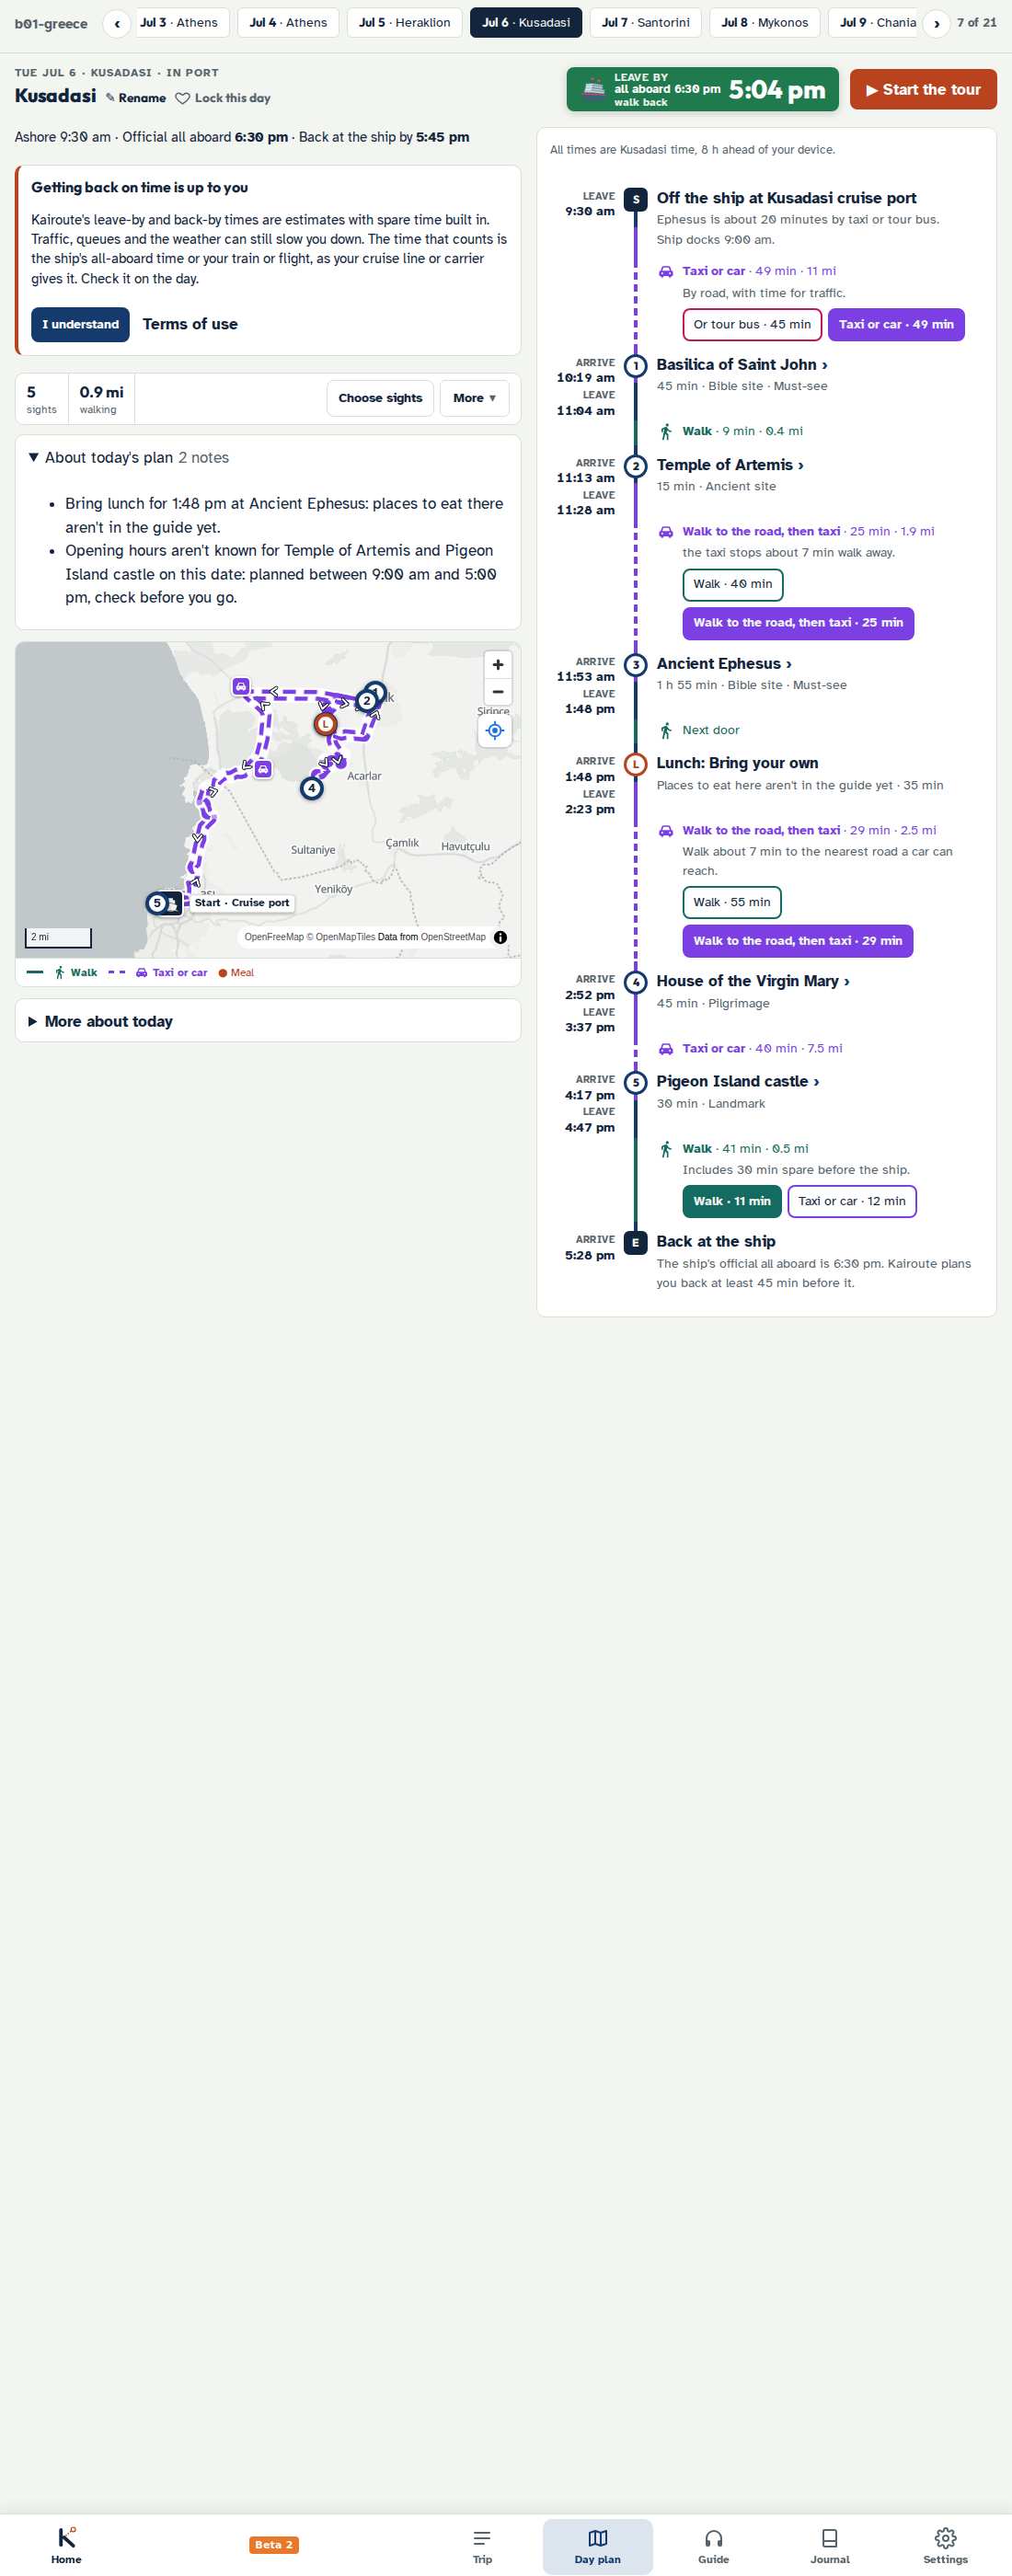 b01-greece
‹
Jul 3 · Athens
Jul 4 · Athens
Jul 5 · Heraklion
Jul 6 · Kusadasi
Jul 7 · Santorini
Jul 8 · Mykonos
Jul 9 · Chania
›
7 of 21
TUE JUL 6 · KUSADASI · IN PORT
Kusadasi ✎ Rename Lock this day
LEAVE BY
all aboard 6:30 pm
walk back
5:04 pm
▶ Start the tour
Ashore 9:30 am · Official all aboard 6:30 pm · Back at the ship by 5:45 pm
Getting back on time is up to you
Kairoute's leave-by and back-by times are estimates with spare time built in.
Traffic, queues and the weather can still slow you down. The time that counts is
the ship's all-aboard time or your train or flight, as your cruise line or carrier
gives it. Check it on the day.
I understand
Terms of use
5
sights
0.9 mi
walking
Choose sights
More ▼
▼ About today's plan 2 notes
• Bring lunch for 1:48 pm at Ancient Ephesus: places to eat there
aren't in the guide yet.
• Opening hours aren't known for Temple of Artemis and Pigeon
Island castle on this date: planned between 9:00 am and 5:00
pm, check before you go.
+
−
2
L
4
5
Şirince
Acarlar
Sultaniye
Çamlık
Havutçulu
Yeniköy
Start · Cruise port
2 mi
OpenFreeMap © OpenMapTiles Data from OpenStreetMap
Walk
Taxi or car
Meal
▶ More about today
All times are Kusadasi time, 8 h ahead of your device.
LEAVE
9:30 am
S
Off the ship at Kusadasi cruise port
Ephesus is about 20 minutes by taxi or tour bus.
Ship docks 9:00 am.
Taxi or car · 49 min · 11 mi
By road, with time for traffic.
Or tour bus · 45 min
Taxi or car · 49 min
ARRIVE
10:19 am
LEAVE
11:04 am
1
Basilica of Saint John ›
45 min · Bible site · Must-see
Walk · 9 min · 0.4 mi
ARRIVE
11:13 am
LEAVE
11:28 am
2
Temple of Artemis ›
15 min · Ancient site
Walk to the road, then taxi · 25 min · 1.9 mi
the taxi stops about 7 min walk away.
Walk · 40 min
Walk to the road, then taxi · 25 min
ARRIVE
11:53 am
LEAVE
1:48 pm
3
Ancient Ephesus ›
1 h 55 min · Bible site · Must-see
Next door
ARRIVE
1:48 pm
LEAVE
2:23 pm
L
Lunch: Bring your own
Places to eat here aren't in the guide yet · 35 min
Walk to the road, then taxi · 29 min · 2.5 mi
Walk about 7 min to the nearest road a car can
reach.
Walk · 55 min
Walk to the road, then taxi · 29 min
ARRIVE
2:52 pm
LEAVE
3:37 pm
4
House of the Virgin Mary ›
45 min · Pilgrimage
Taxi or car · 40 min · 7.5 mi
ARRIVE
4:17 pm
LEAVE
4:47 pm
5
Pigeon Island castle ›
30 min · Landmark
Walk · 41 min · 0.5 mi
Includes 30 min spare before the ship.
Walk · 11 min
Taxi or car · 12 min
ARRIVE
5:28 pm
E
Back at the ship
The ship's official all aboard is 6:30 pm. Kairoute plans
you back at least 45 min before it.
Home
Beta 2
Trip
Day plan
Guide
Journal
Settings